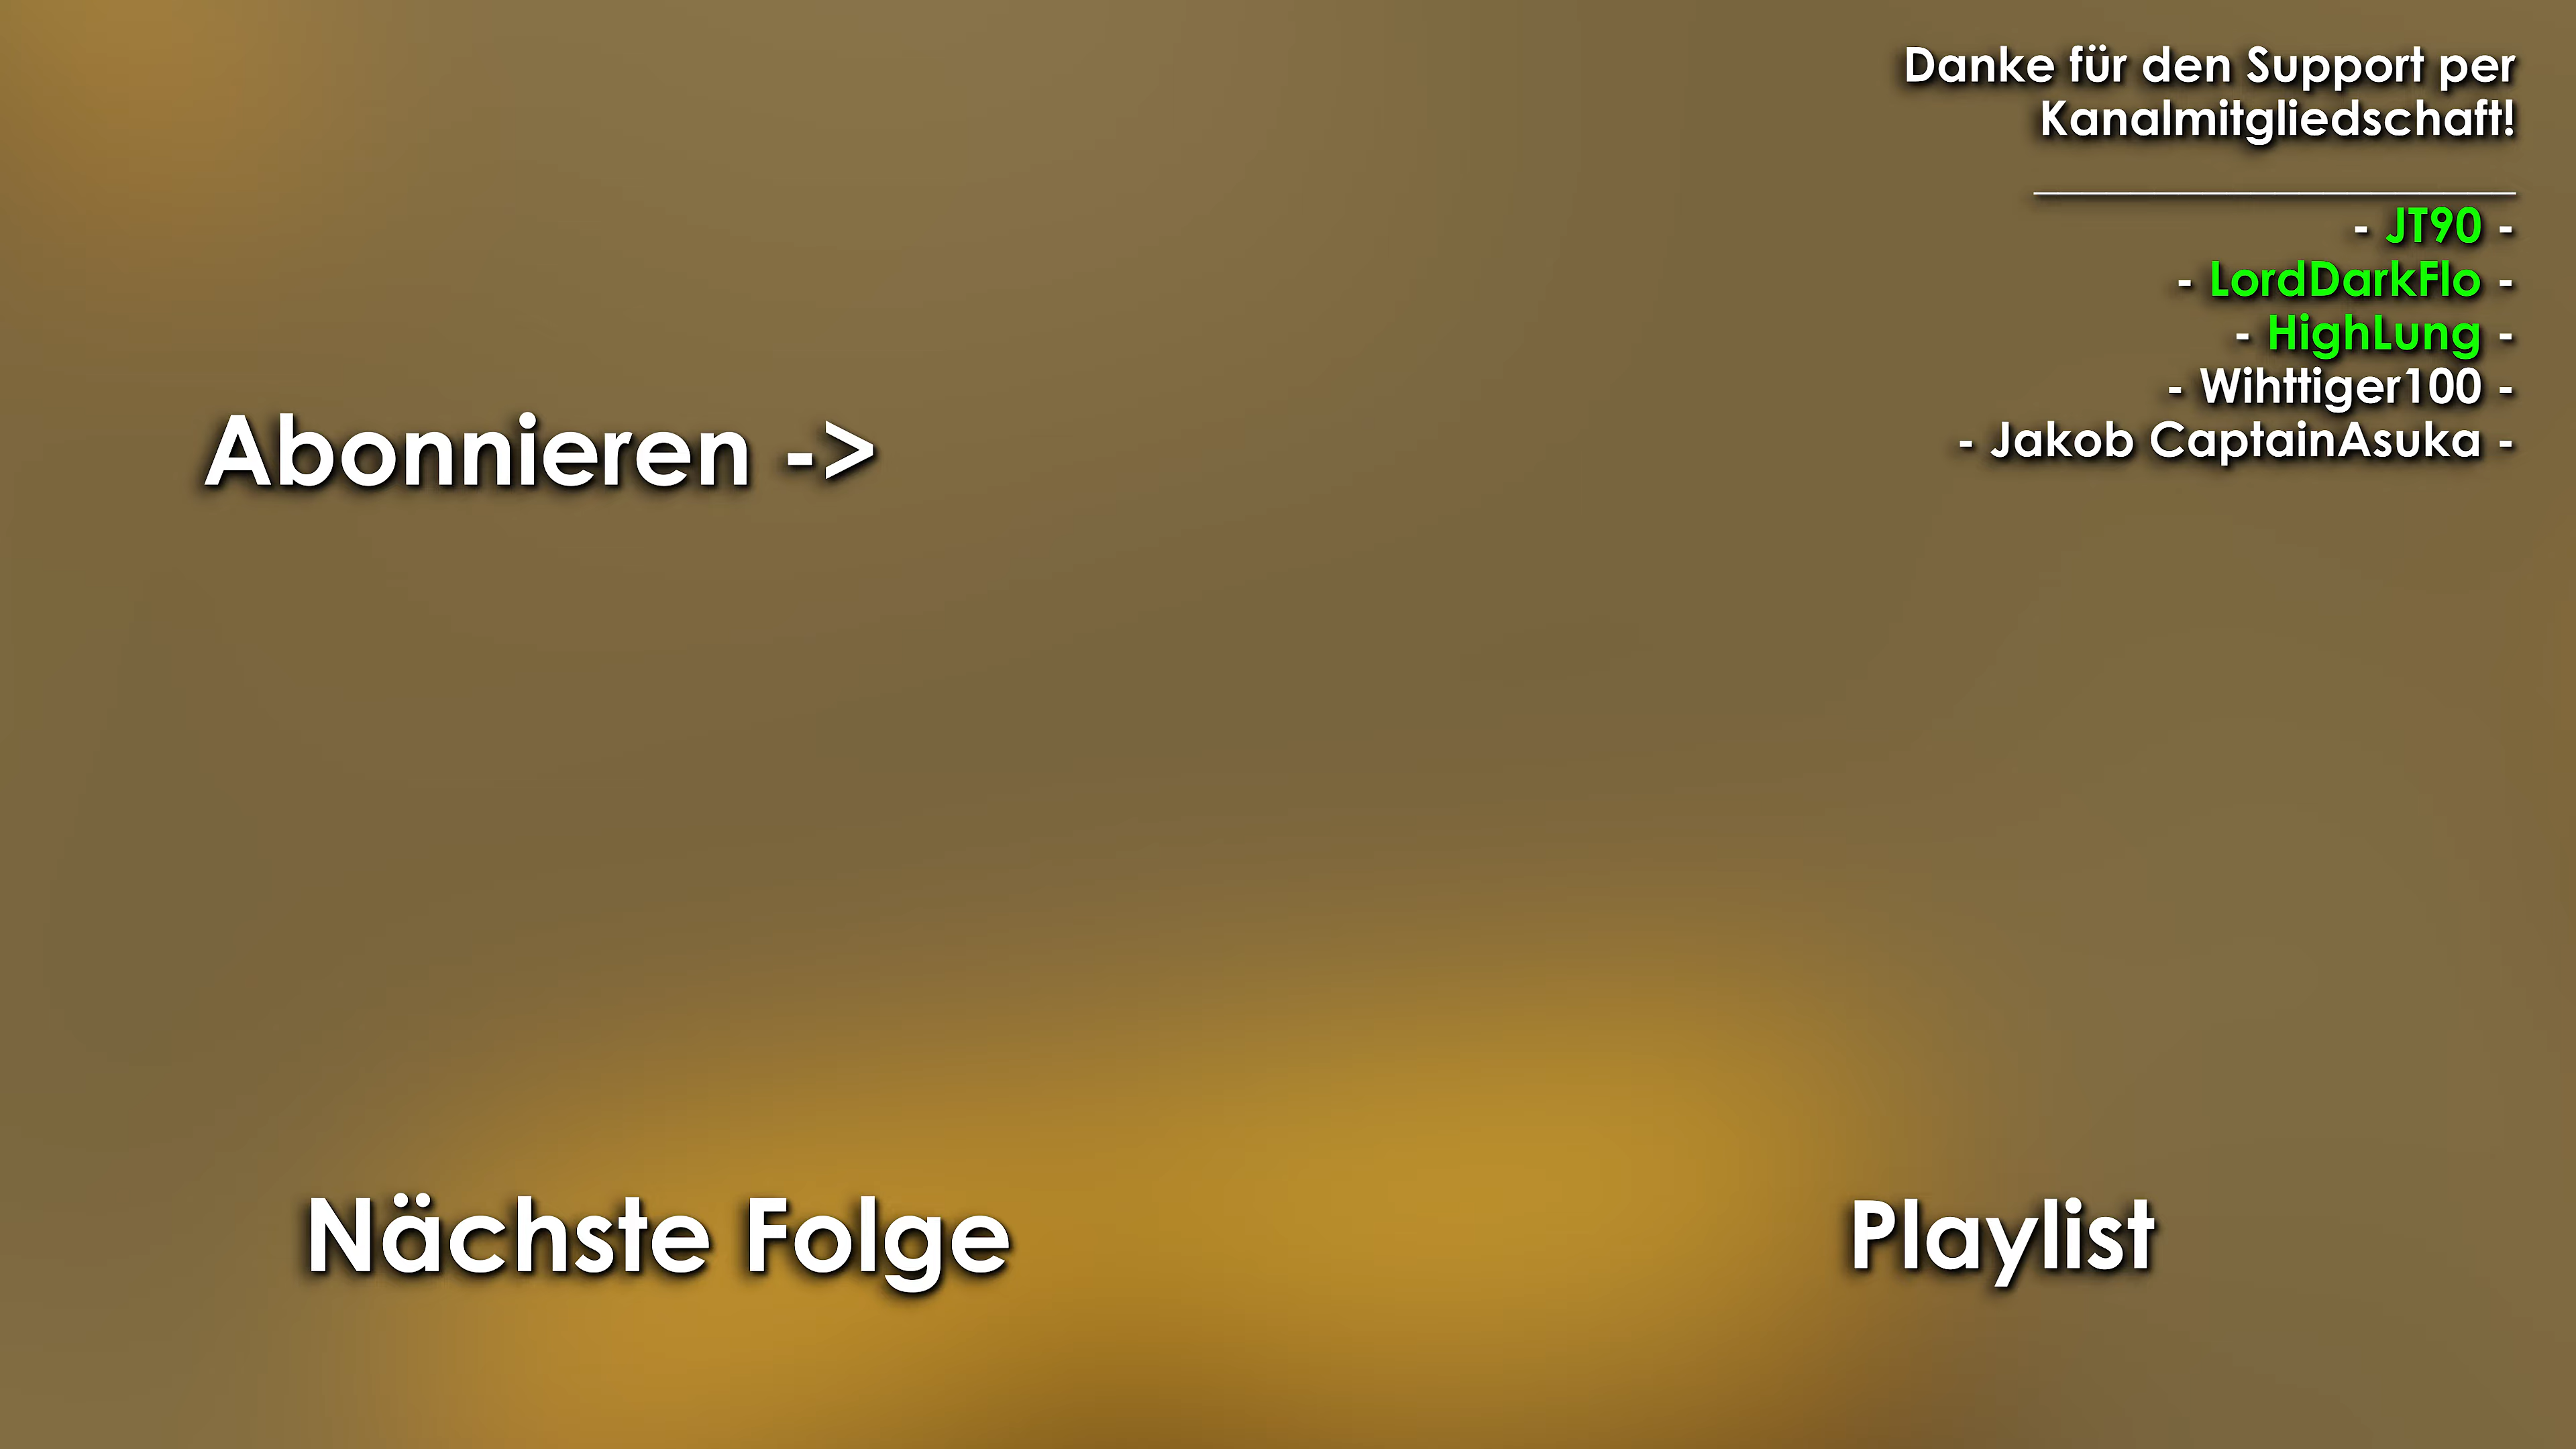 Danke für den Support per
Kanalmitgliedschaft!
- JT90 -
- LordDarkFlo -
- HighLung -
- Wihttiger100 -
- Jakob CaptainAsuka -
Abonnieren ->
Nächste Folge
Playlist